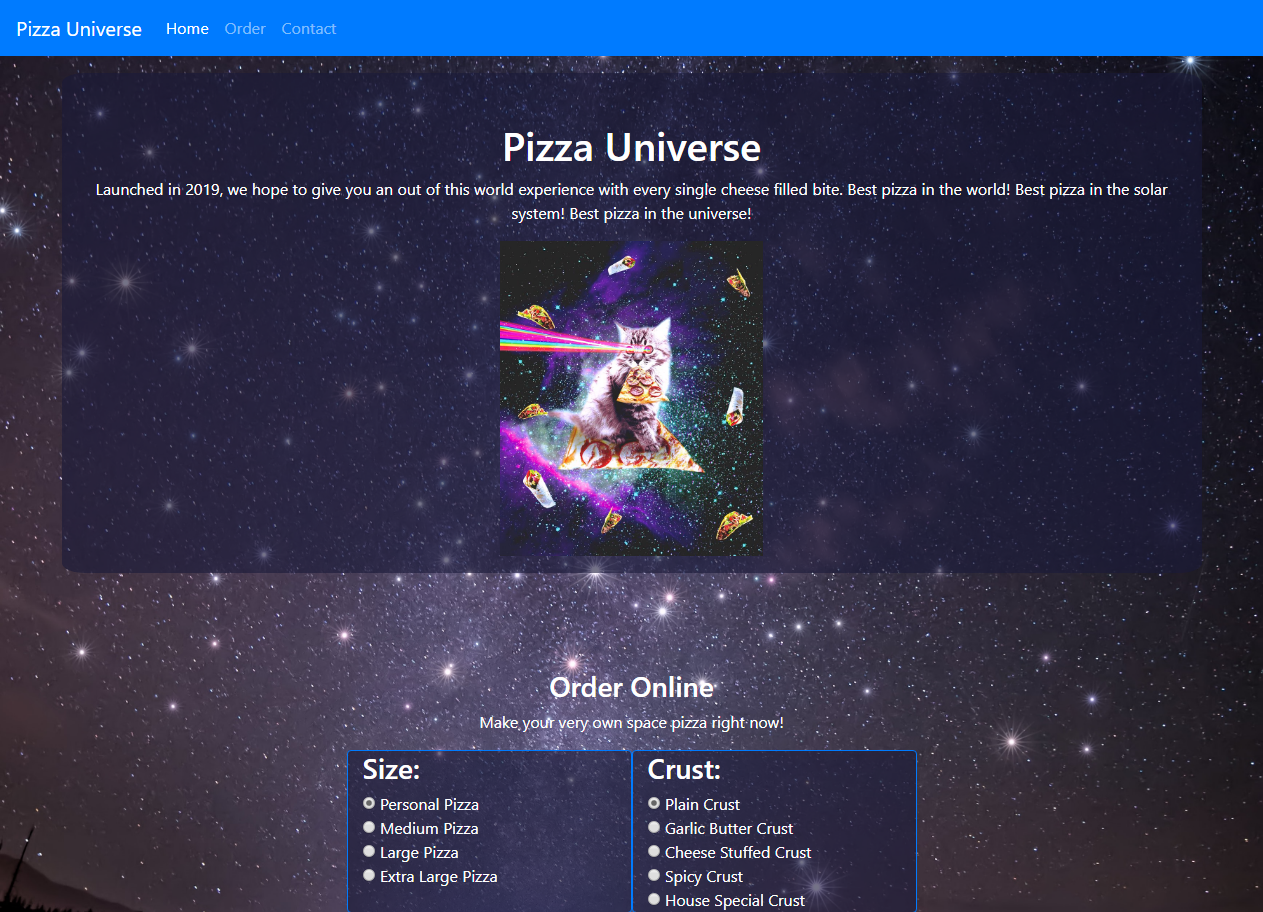 Pizza Universe Home Order Contact
Pizza Universe
Launched in 2019, we hope to give you an out of this world experience with every single cheese filled bite. Best pizza in the world! Best pizza in the solar
system! Best pizza in the universe!
Order Online
Make your very own space pizza right now!
Size:
Personal Pizza
Medium Pizza
Large Pizza
Extra Large Pizza
Crust:
Plain Crust
Garlic Butter Crust
Cheese Stuffed Crust
Spicy Crust
House Special Crust